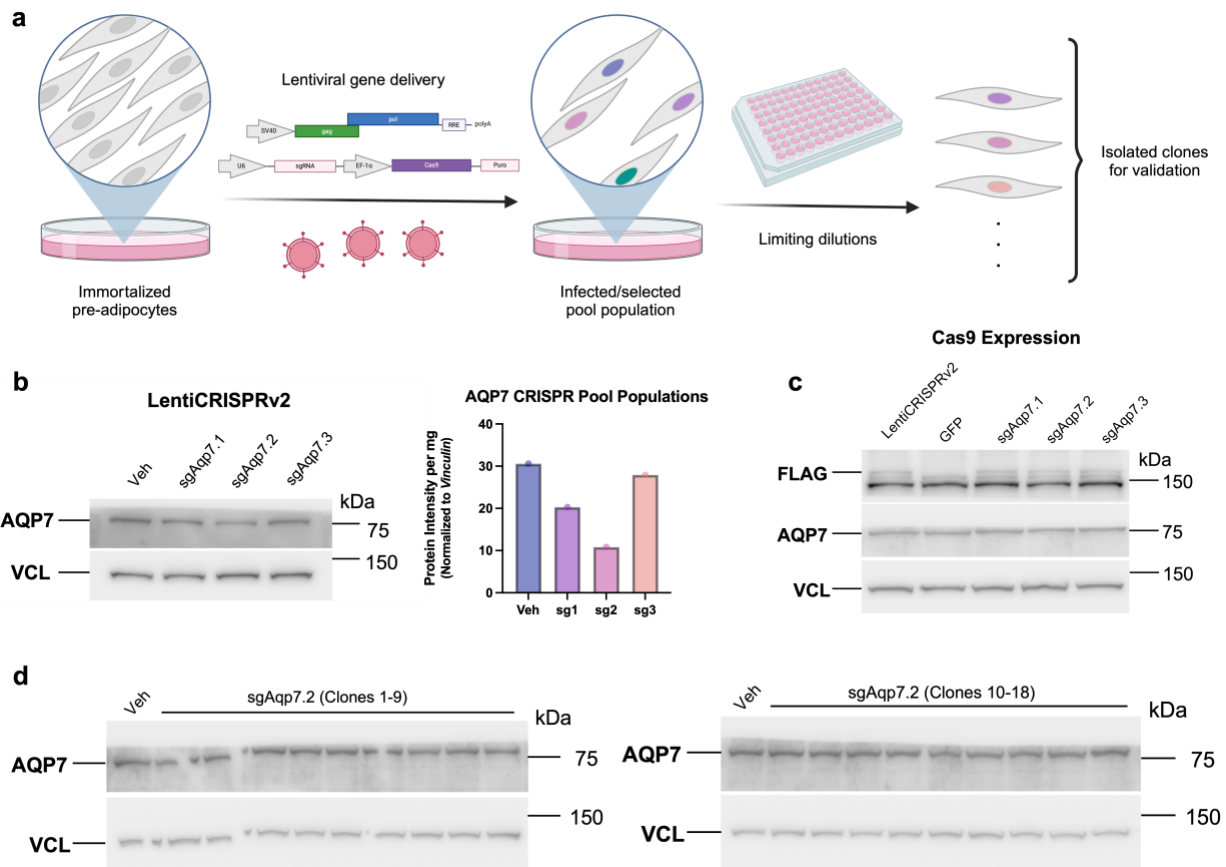 a
Lentiviral gene delivery
SV40
gag
pol
RRE
polyA
U6
sgRNA
EF-1α
Cas9
Puro
Immortalized
pre-adipocytes
Infected/selected
pool population
Limiting dilutions
Isolated clones
for validation
b
LentiCRISPRv2
Veh
sgAqp7.1
sgAqp7.2
sgAqp7.3
kDa
AQP7
75
VCL
150
AQP7 CRISPR Pool Populations
Protein Intensity per mg
(Normalized to Vinculin)
40
30
20
10
0
Veh
sg1
sg2
sg3
Cas9 Expression
c
LentiCRISPRv2
GFP
sgAqp7.1
sgAqp7.2
sgAqp7.3
kDa
FLAG
150
AQP7
75
VCL
150
d
Veh
sgAqp7.2 (Clones 1-9)
kDa
AQP7
75
VCL
150
Veh
sgAqp7.2 (Clones 10-18)
kDa
AQP7
75
VCL
150